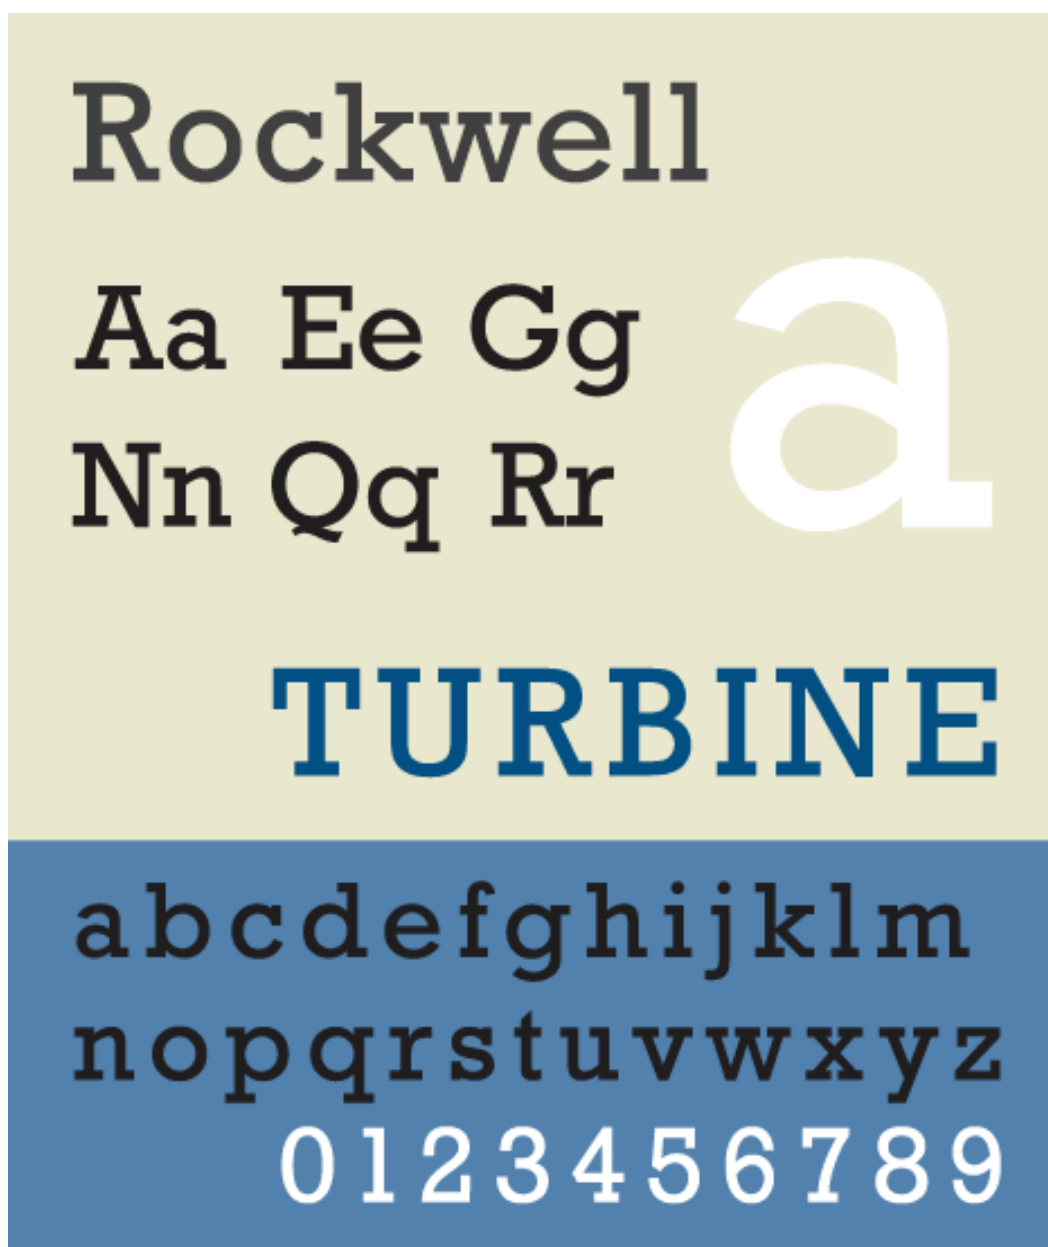 Rockwell
Aa Ee Gg
a
Nn Qq Rr
TURBINE
abcdefghijklm
nopqrstuvwxyz
0123456789